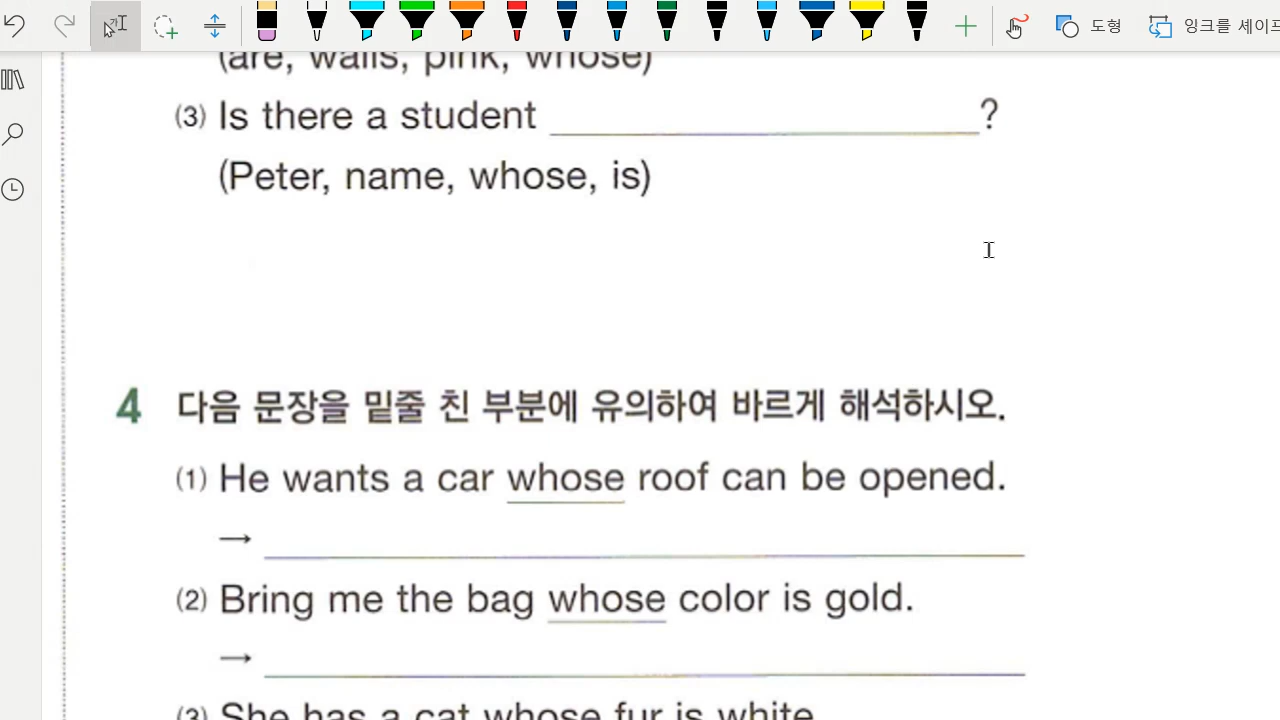 도형
잉크를 셰이프
(are, walls, pink, whose)
(3) Is there a student ?
(Peter, name, whose, is)
4 다음 문장을 밑줄 친 부분에 유의하여 바르게 해석하시오.
(1) He wants a car whose roof can be opened.
→
(2) Bring me the bag whose color is gold.
→
(3) She has a cat whose fur is white